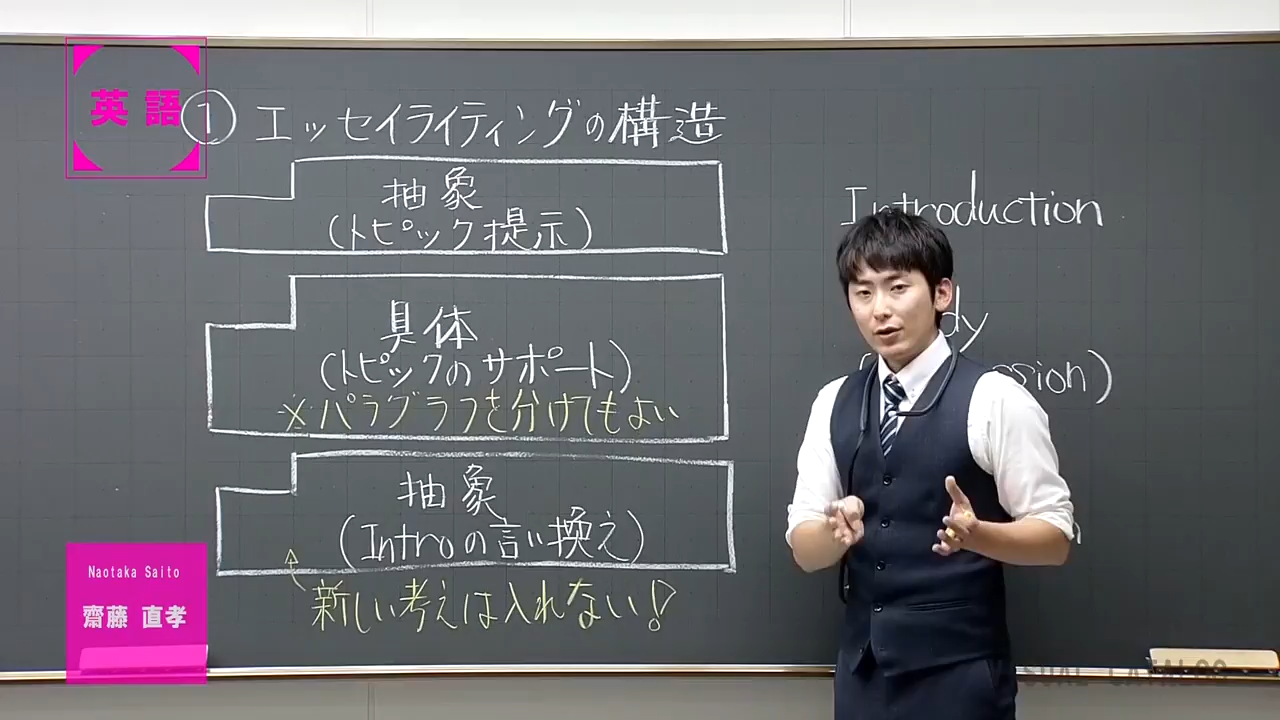 英語
① エッセイライティングの構造
抽象
(トピック提示)
具体
(トピックのサポート)
※パラグラフを分けてもよい
抽象
(Introの言い換え)
新しい考えは入れない!
Introduction
Naotaka Saito
齋藤 直孝